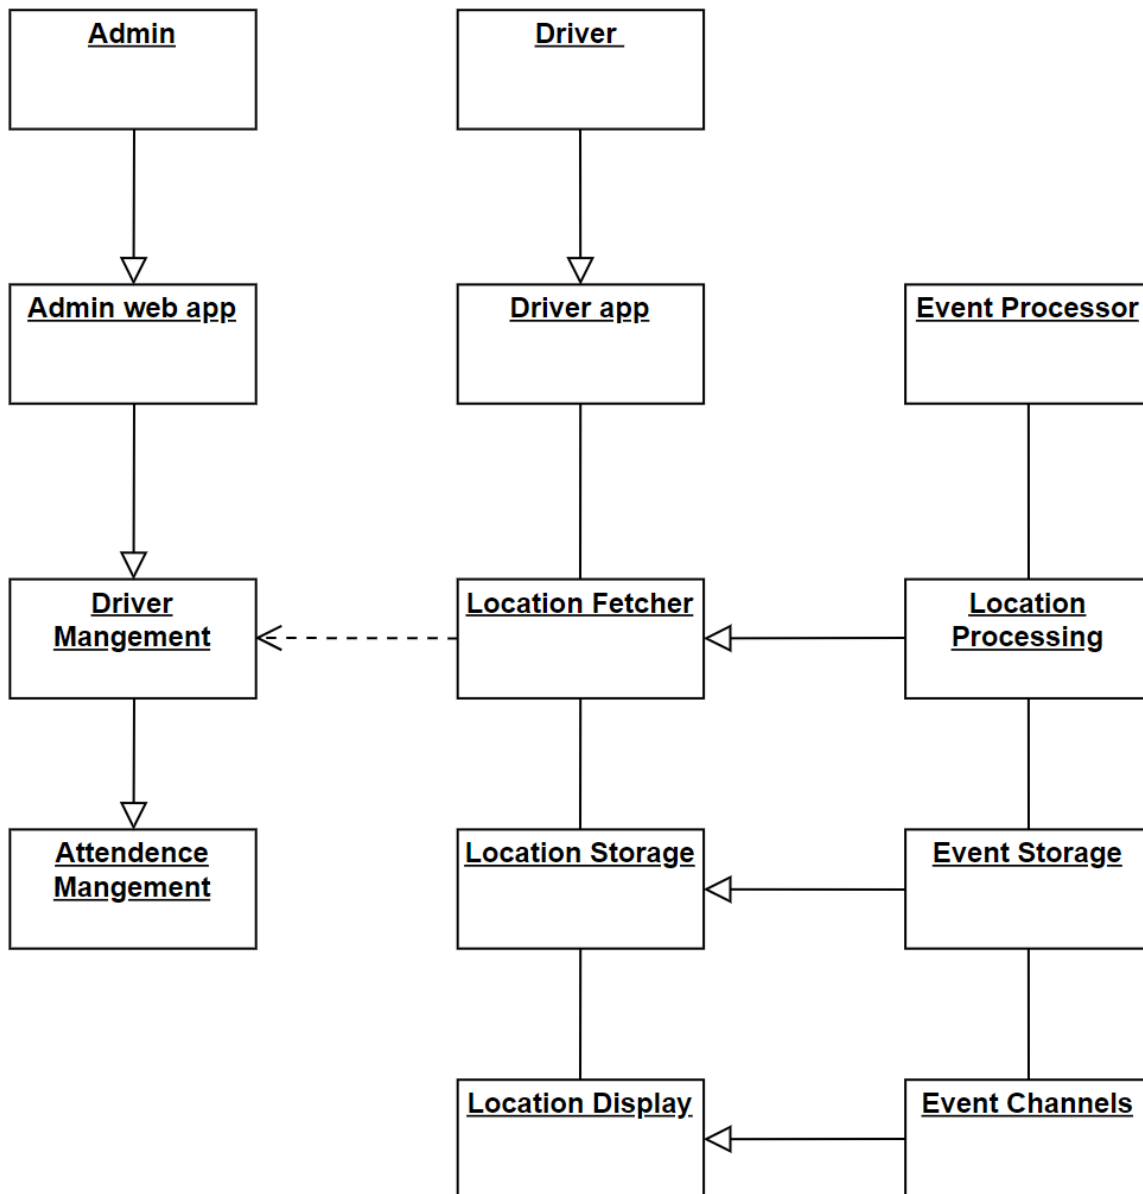 Admin
Driver
Admin web app
Driver app
Event Processor
Driver
Mangement
Location Fetcher
Location
Processing
Attendence
Mangement
Location Storage
Event Storage
Location Display
Event Channels